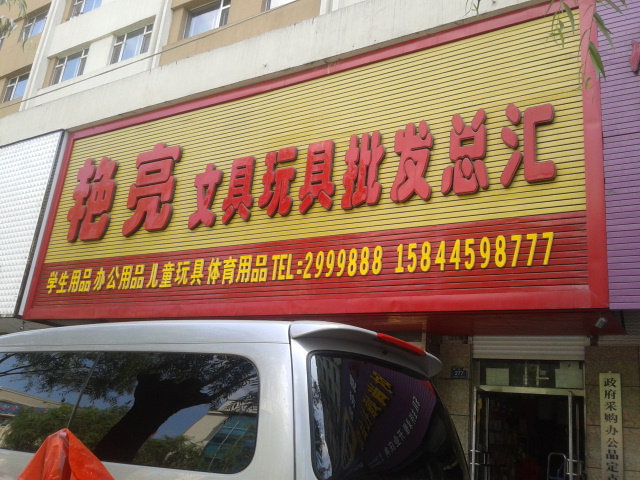 艳亮 文具玩具批发总汇
学生用品 办公用品 儿童玩具 体育用品 TEL:2999888 15844598777
政府采购办公品定点